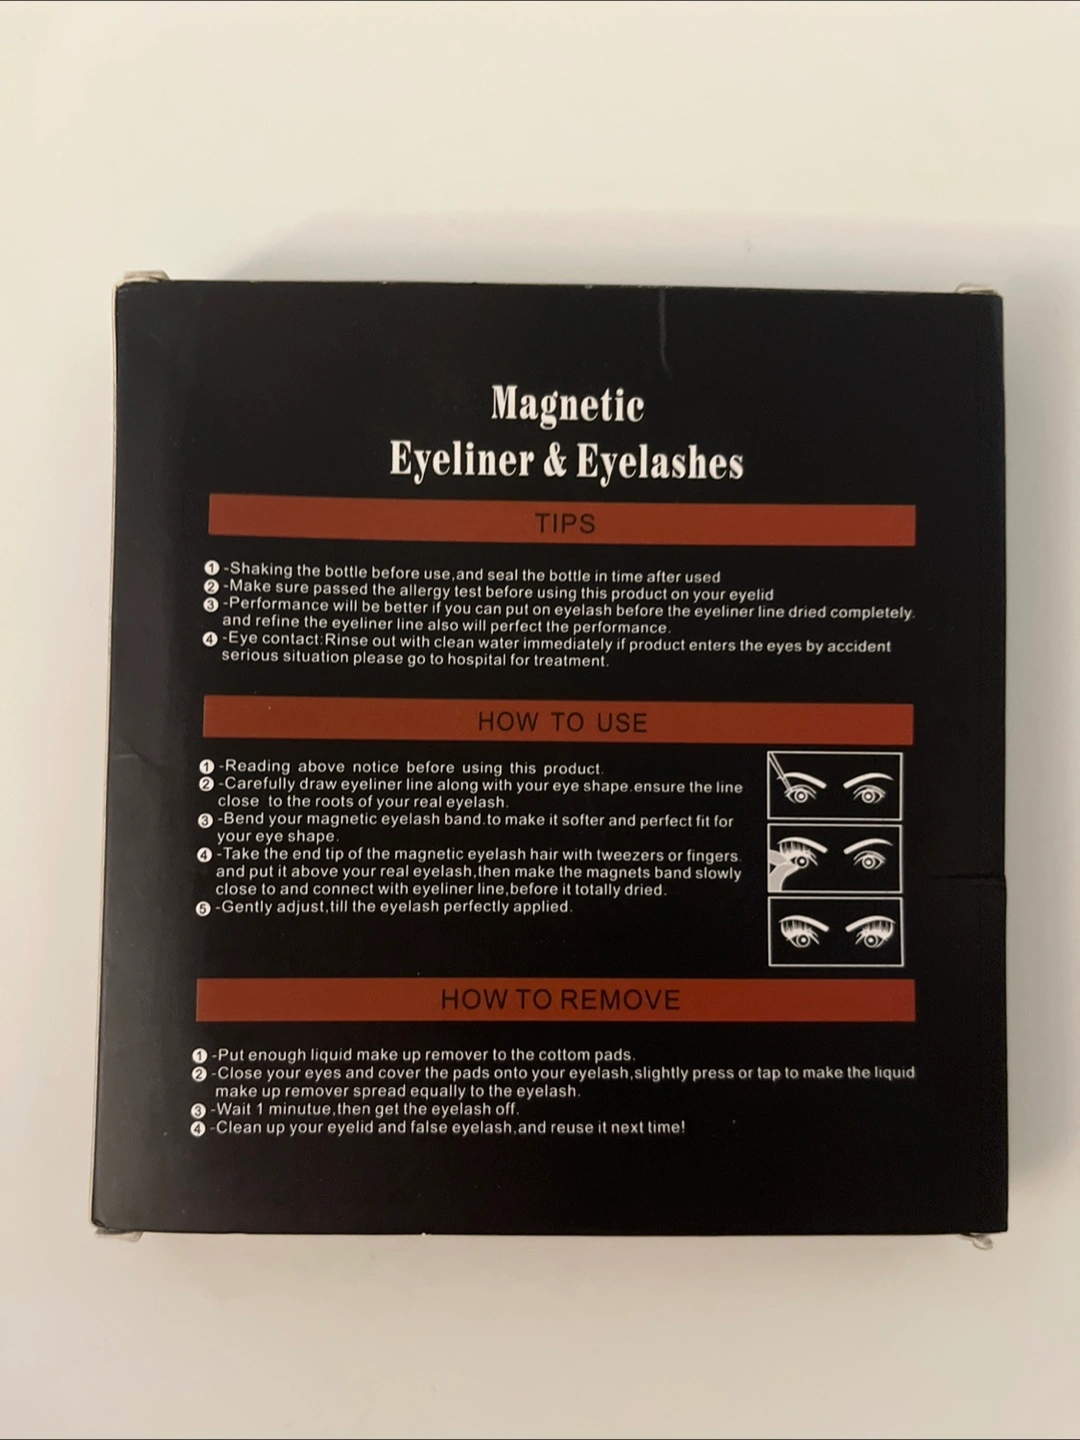 Magnetic
Eyeliner & Eyelashes
TIPS
1 -Shaking the bottle before use,and seal the bottle in time after used
2 -Make sure passed the allergy test before using this product on your eyelid
3 -Performance will be better if you can put on eyelash before the eyeliner line dried completely.
and refine the eyeliner line also will perfect the performance.
4 -Eye contact:Rinse out with clean water immediately if product enters the eyes by accident
serious situation please go to hospital for treatment.
HOW TO USE
1 -Reading above notice before using this product.
2 -Carefully draw eyeliner line along with your eye shape.ensure the line
close to the roots of your real eyelash.
3 -Bend your magnetic eyelash band.to make it softer and perfect fit for
your eye shape.
4 -Take the end tip of the magnetic eyelash hair with tweezers or fingers.
and put it above your real eyelash,then make the magnets band slowly
close to and connect with eyeliner line,before it totally dried.
5 -Gently adjust,till the eyelash perfectly applied.
HOW TO REMOVE
1 -Put enough liquid make up remover to the cottom pads.
2 -Close your eyes and cover the pads onto your eyelash,slightly press or tap to make the liquid
make up remover spread equally to the eyelash.
3 -Wait 1 minutue,then get the eyelash off.
4 -Clean up your eyelid and false eyelash,and reuse it next time!